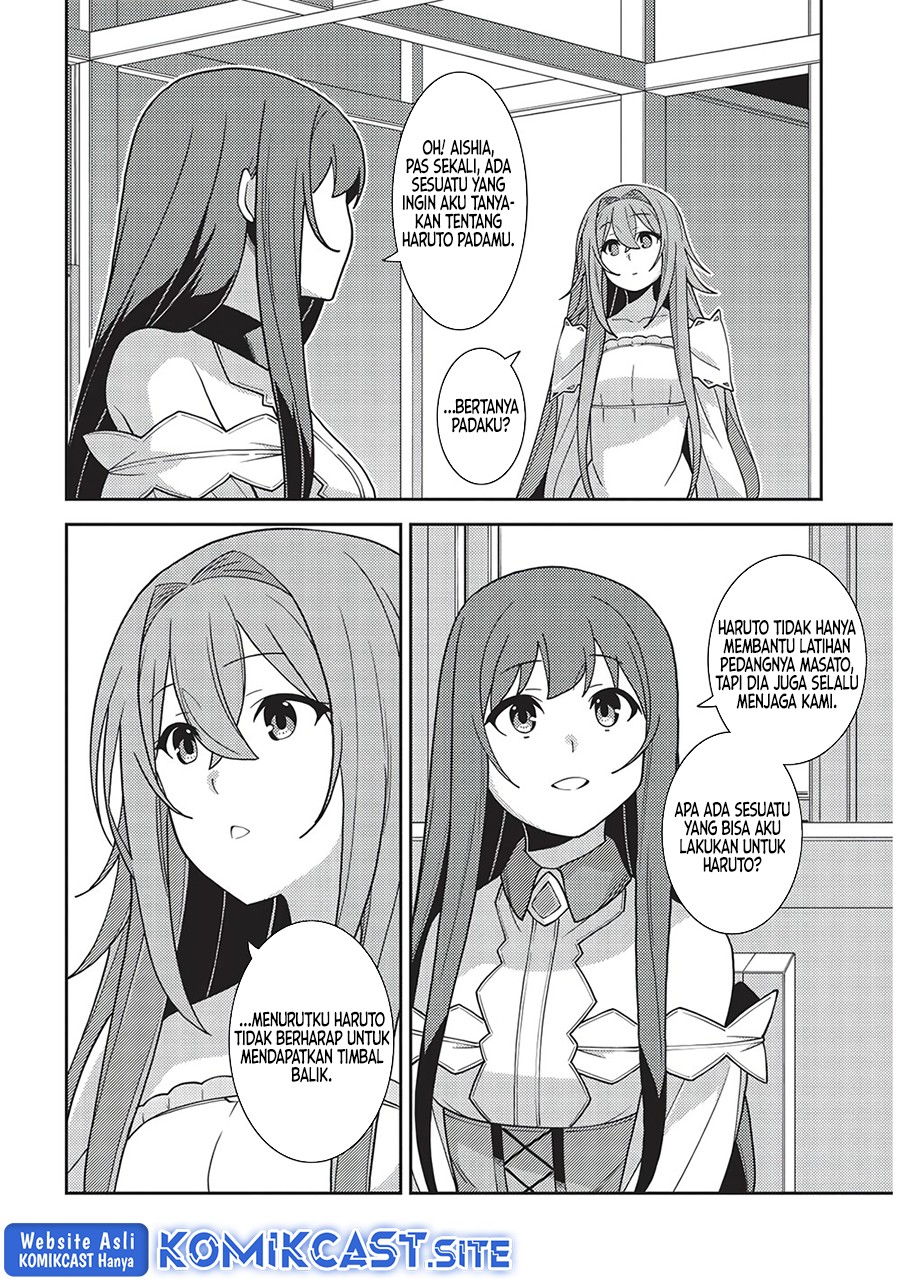 OH! AISHIA,
PAS SEKALI, ADA
SESUATU YANG
INGIN AKU TANYA-
KAN TENTANG
HARUTO PADAMU.
...BERTANYA
PADAKU?
HARUTO TIDAK HANYA
MEMBANTU LATIHAN
PEDANGNYA MASATO,
TAPI DIA JUGA SELALU
MENJAGA KAMI.
APA ADA SESUATU
YANG BISA AKU
LAKUKAN UNTUK
HARUTO?
...MENURUTKU HARUTO
TIDAK BERHARAP UNTUK
MENDAPATKAN TIMBAL
BALIK.
Website Asli
KOMIKCAST Hanya
KOMIKCAST.SITE